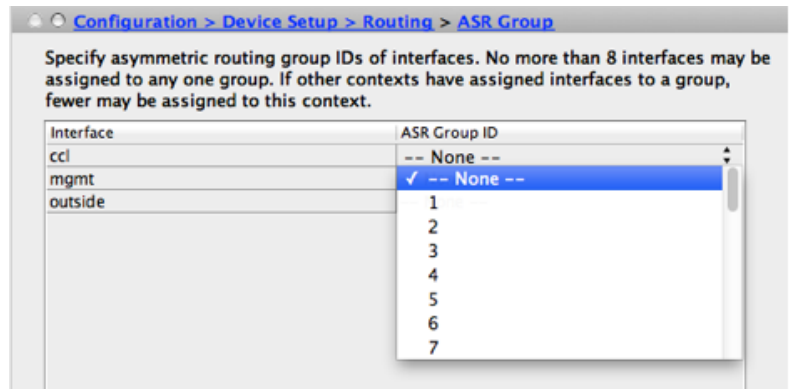 Configuration > Device Setup > Routing > ASR Group
Specify asymmetric routing group IDs of interfaces. No more than 8 interfaces may be
assigned to any one group. If other contexts have assigned interfaces to a group,
fewer may be assigned to this context.
Interface ASR Group ID
ccl -- None --
mgmt ✓ -- None --
outside 1
2
3
4
5
6
7